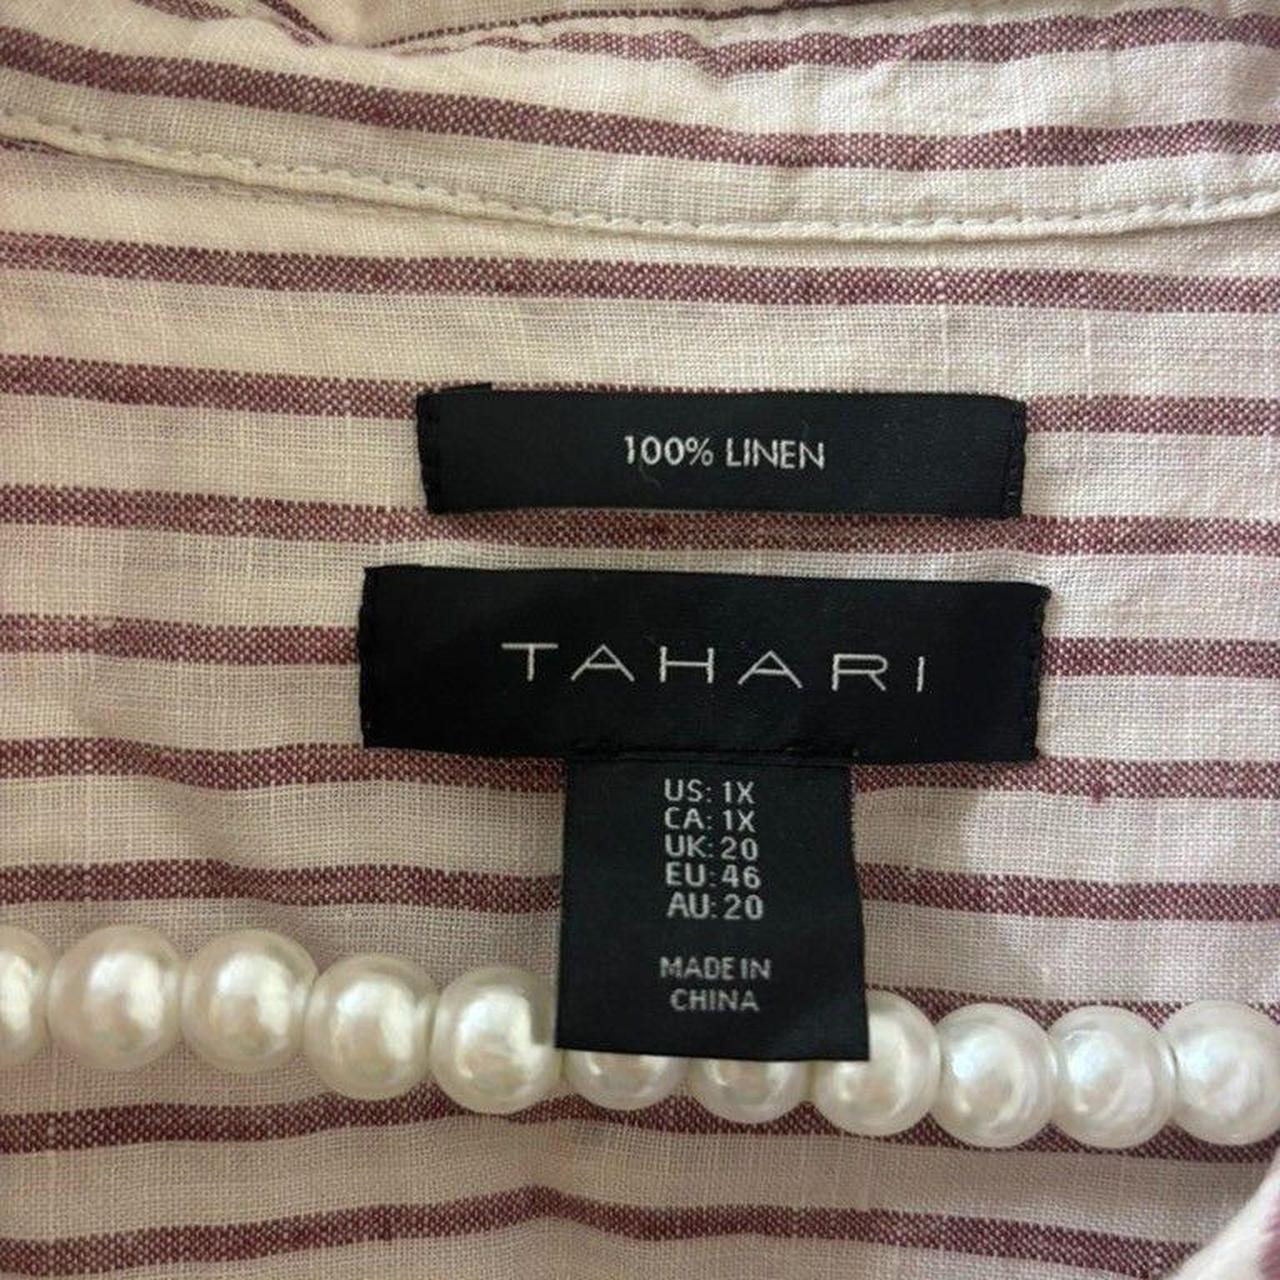 100% LINEN
TAHARI
US: 1X
CA: 1X
UK: 20
EU: 46
AU: 20
MADE IN
CHINA